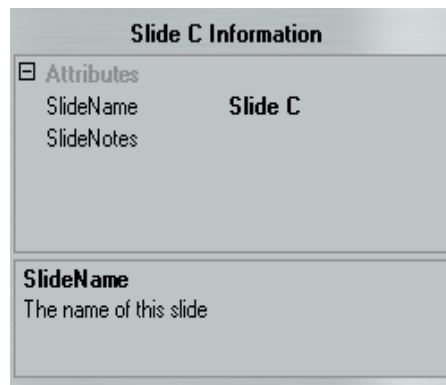 Slide C Information
Attributes
SlideName Slide C
SlideNotes
SlideName
The name of this slide